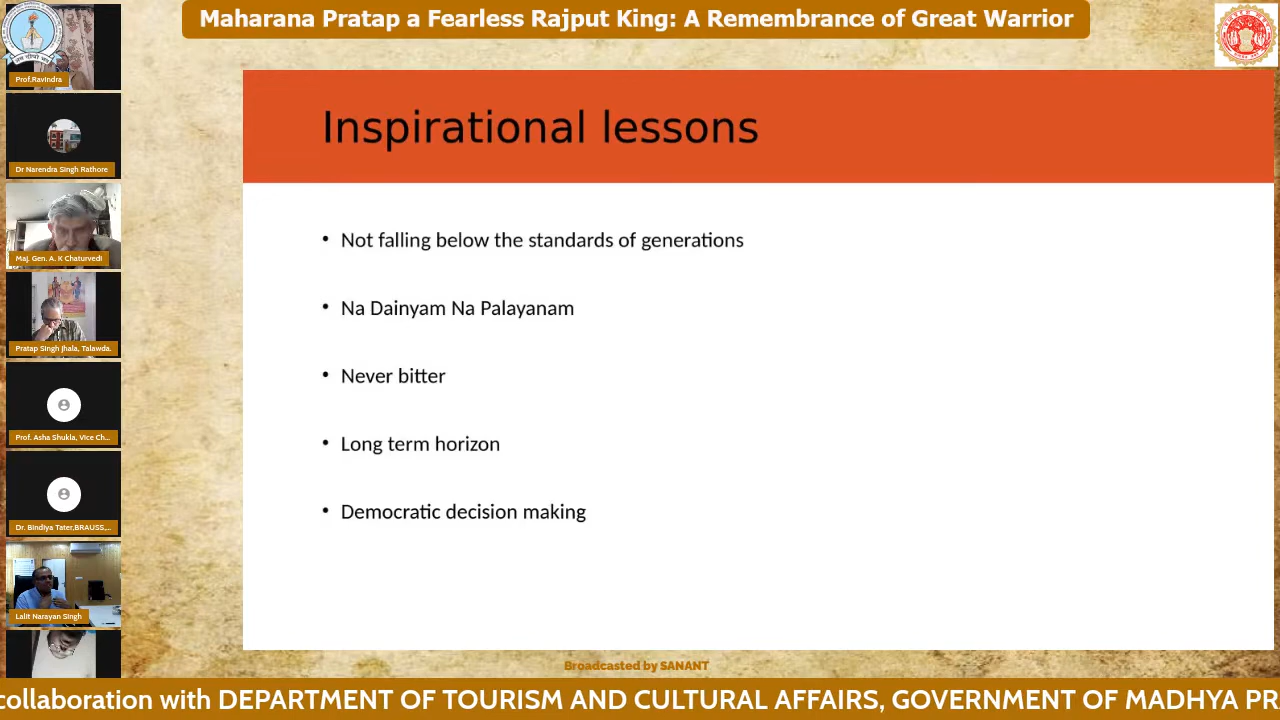 Maharana Pratap a Fearless Rajput King: A Remembrance of Great Warrior
Prof.Ravindra
Dr Narendra Singh Rathore
Maj. Gen. A. K Chaturvedi
Pratap Singh Jhala, Talawda.
Prof. Asha Shukla, Vice Ch...
Dr. Bindiya Tater,BRAUSS,...
Lalit Narayan Singh
Inspirational lessons
• Not falling below the standards of generations
• Na Dainyam Na Palayanam
• Never bitter
• Long term horizon
• Democratic decision making
Broadcasted by SANANT
collaboration with DEPARTMENT OF TOURISM AND CULTURAL AFFAIRS, GOVERNMENT OF MADHYA PR